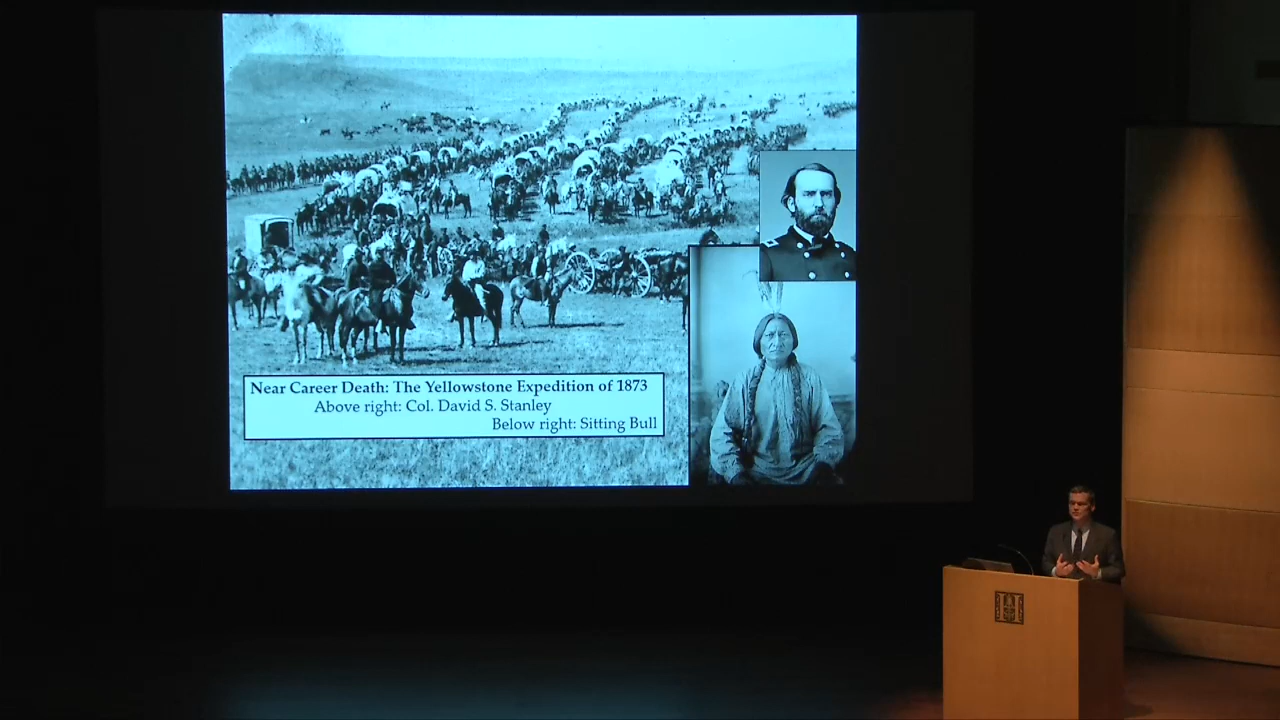 Near Career Death: The Yellowstone Expedition of 1873
Above right: Col. David S. Stanley
Below right: Sitting Bull